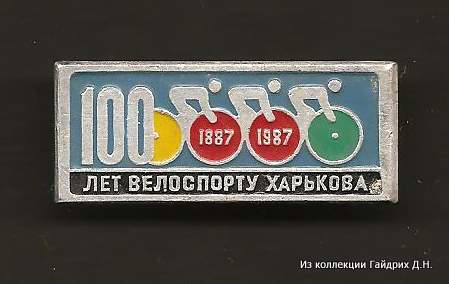 100
1887 1987
ЛЕТ ВЕЛОСПОРТУ ХАРЬКОВА
Из коллекции Гайдрих Д.Н.